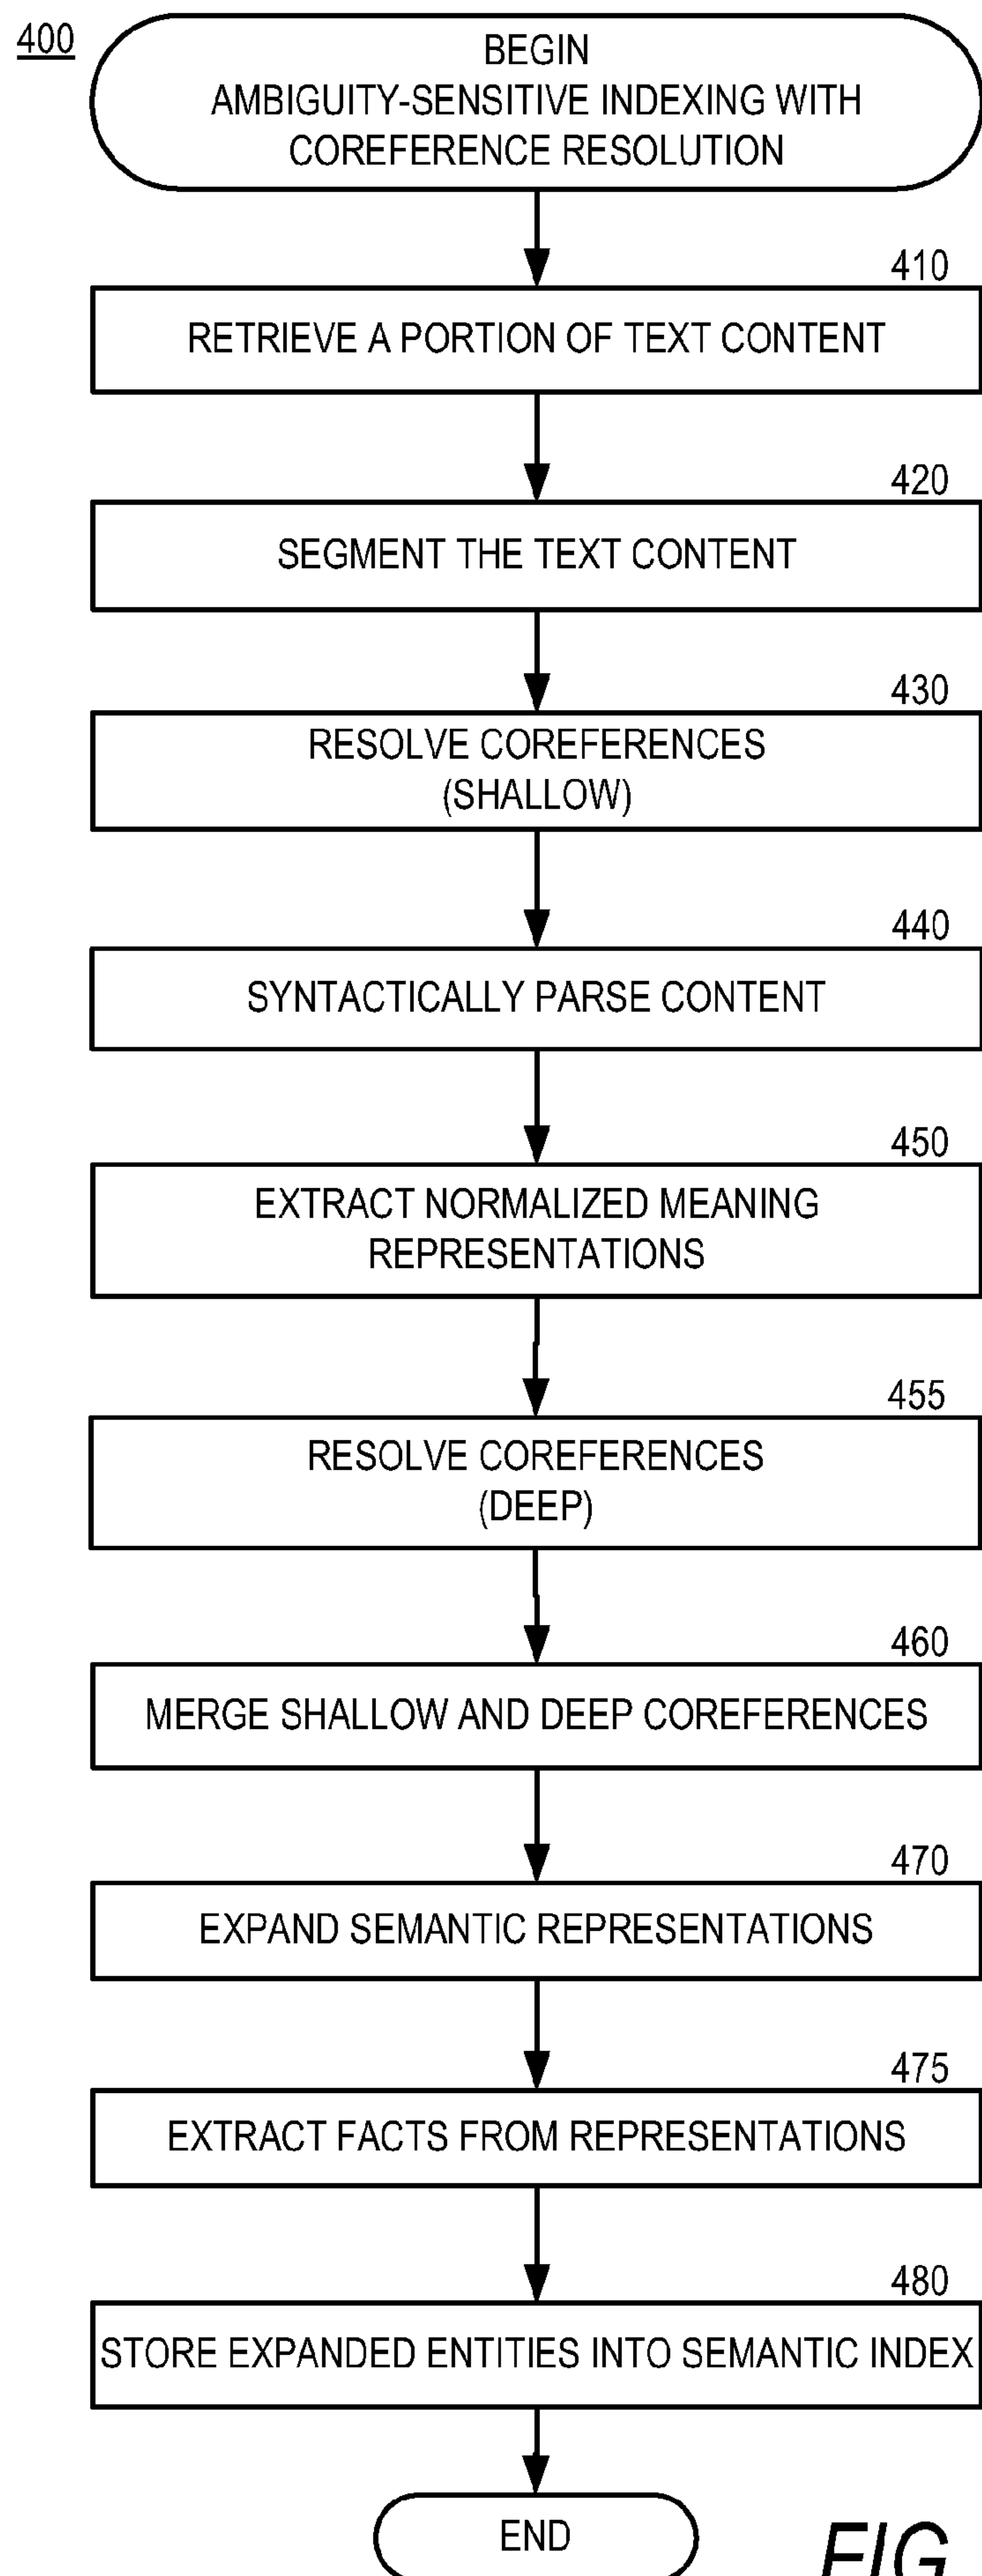 400
BEGIN
AMBIGUITY-SENSITIVE INDEXING WITH
COREFERENCE RESOLUTION
410
RETRIEVE A PORTION OF TEXT CONTENT
420
SEGMENT THE TEXT CONTENT
430
RESOLVE COREFERENCES
(SHALLOW)
440
SYNTACTICALLY PARSE CONTENT
450
EXTRACT NORMALIZED MEANING
REPRESENTATIONS
455
RESOLVE COREFERENCES
(DEEP)
460
MERGE SHALLOW AND DEEP COREFERENCES
470
EXPAND SEMANTIC REPRESENTATIONS
475
EXTRACT FACTS FROM REPRESENTATIONS
480
STORE EXPANDED ENTITIES INTO SEMANTIC INDEX
END
FIG